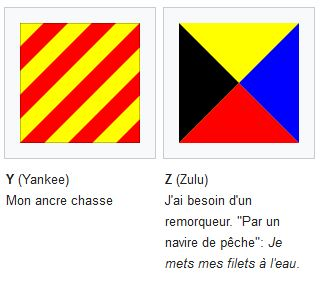 Y (Yankee)
Mon ancre chasse
Z (Zulu)
J'ai besoin d'un
remorqueur. "Par un
navire de pêche": Je
mets mes filets à l'eau.